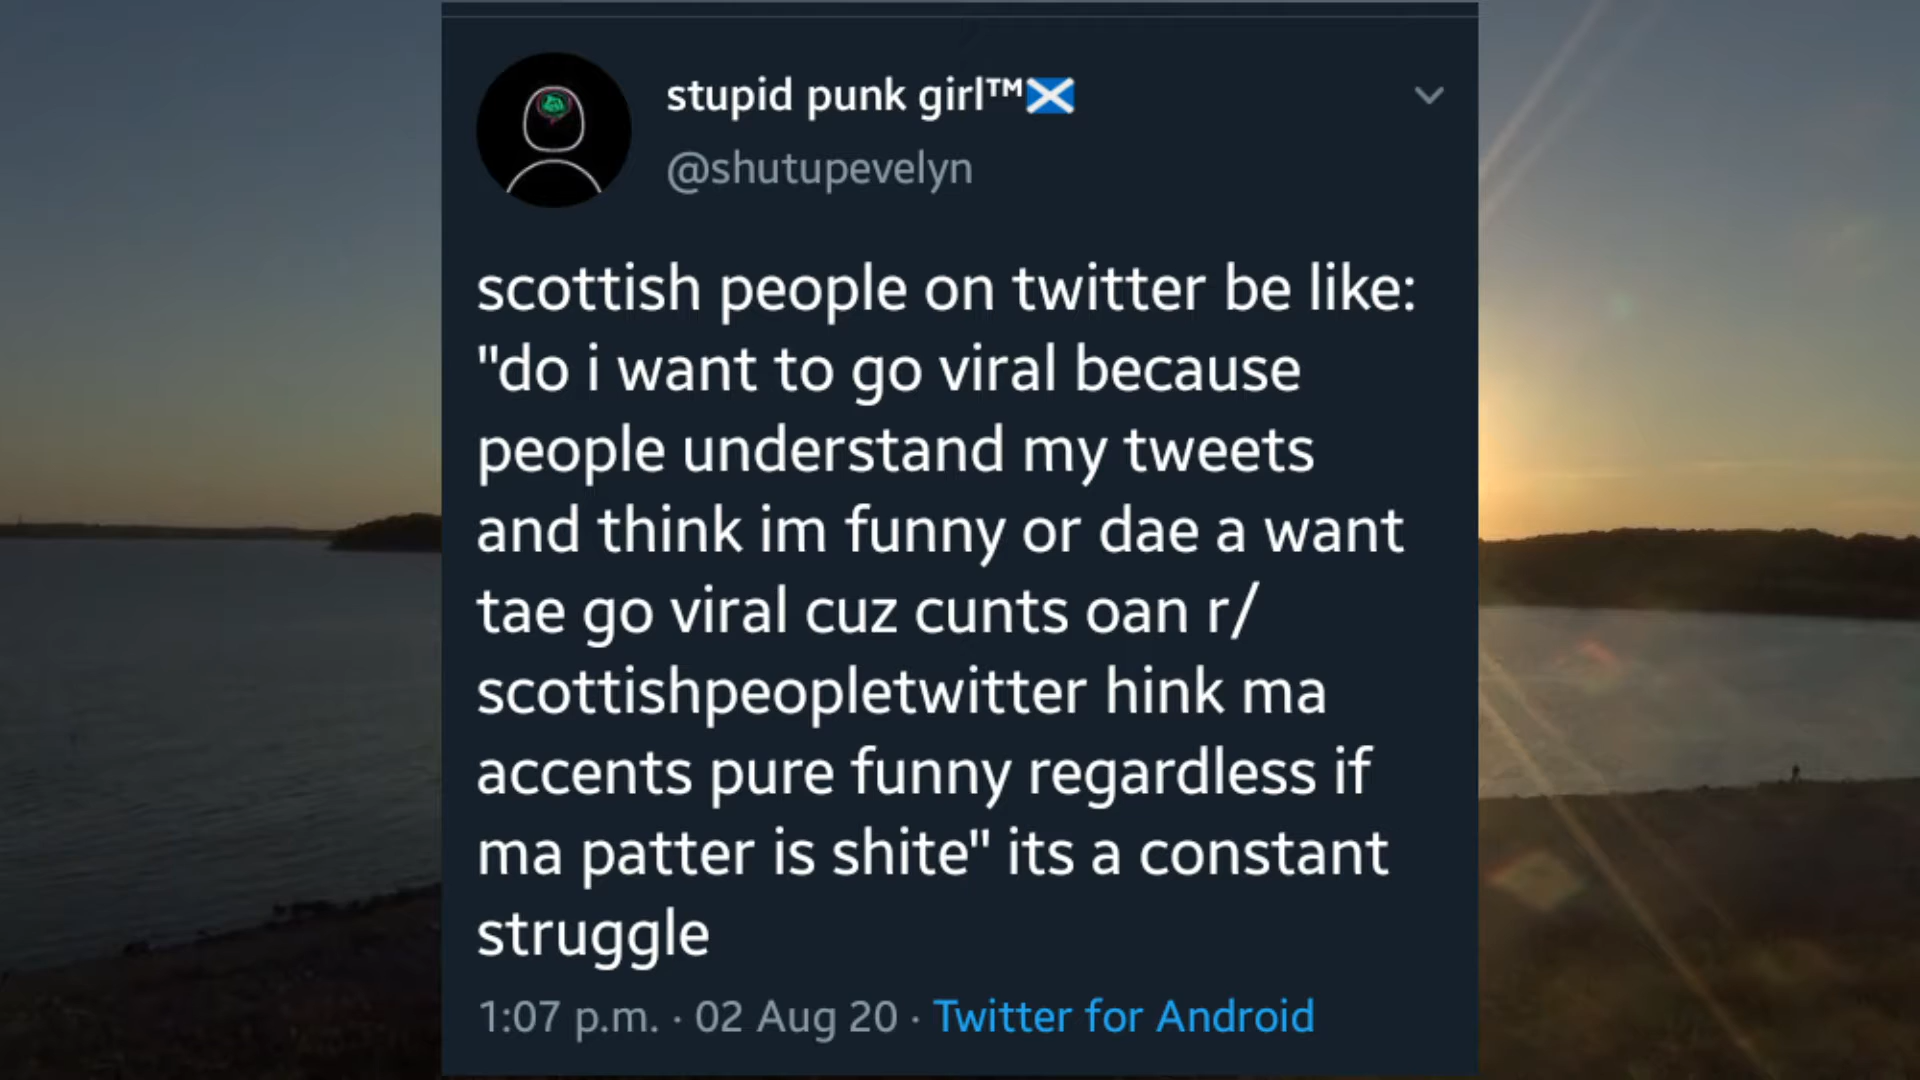 stupid punk girl™🏴󠁧󠁢󠁳󠁣󠁴󠁿
@shutupevelyn
scottish people on twitter be like:
"do i want to go viral because
people understand my tweets
and think im funny or dae a want
tae go viral cuz cunts oan r/
scottishpeopletwitter hink ma
accents pure funny regardless if
ma patter is shite" its a constant
struggle
1:07 p.m. · 02 Aug 20 · Twitter for Android